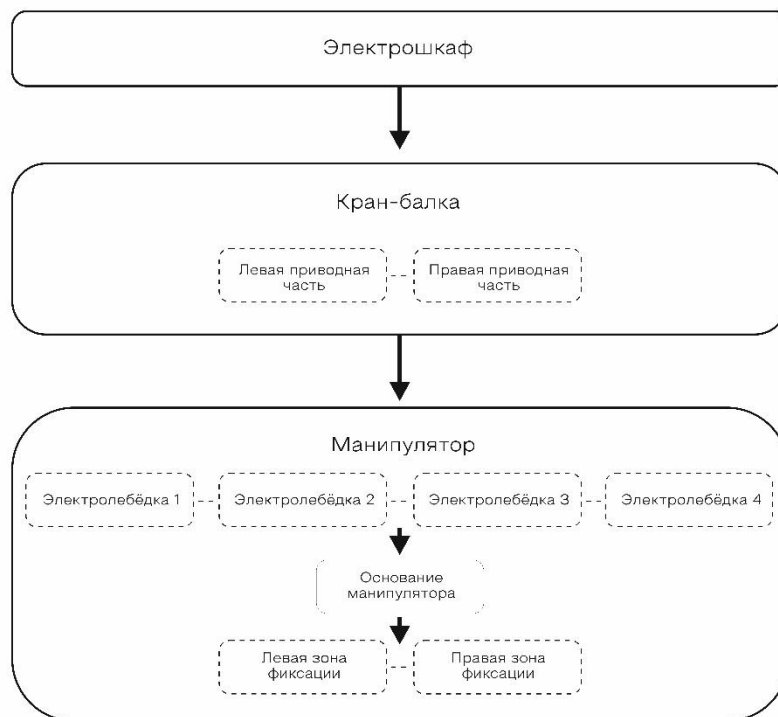 Электрошкаф
Кран-балка
Левая приводная
часть
Правая приводная
часть
Манипулятор
Электролебёдка 1
Электролебёдка 2
Электролебёдка 3
Электролебёдка 4
Основание
манипулятора
Левая зона
фиксации
Правая зона
фиксации